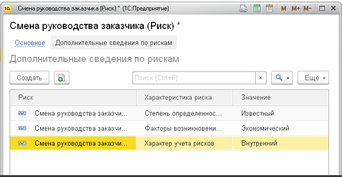 Смена руководства заказчика (Риск) * (1С:Предприятие)
M M+ M-
Смена руководства заказчика (Риск) *
Основное Дополнительные сведения по рискам
Дополнительные сведения по рискам
Создать Поиск (Ctrl+F) × Еще
Риск Характеристика риска Значение
Смена руководства заказчи... Степень определеннос... Известный
Смена руководства заказчи... Факторы возникновени... Экономический
Смена руководства заказчи... Характер учета рисков Внутренний